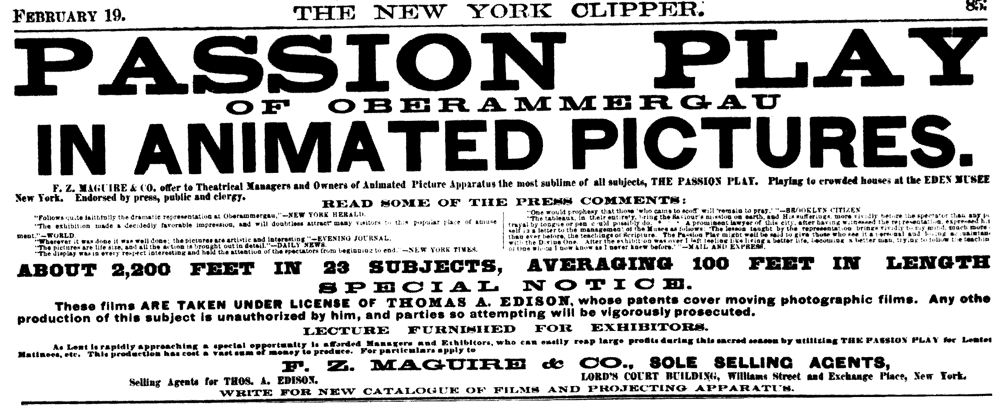 FEBRUARY 19.
THE NEW YORK CLIPPER.
85
PASSION PLAY
OF OBERAMMERGAU
IN ANIMATED PICTURES.
F. Z. MAGUIRE & CO. offer to Theatrical Managers and Owners of Animated Picture Apparatus the most sublime of all subjects, THE PASSION PLAY. Playing to crowded houses at the EDEN MUSEE
New York. Endorsed by press, public and clergy.
READ SOME OF THE PRESS COMMENTS:
"Follows quite faithfully the dramatic representation at Oberammergau."—NEW YORK HERALD.
"The exhibition made a decidedly favorable impression, and will doubtless attract many visitors to this popular place of amuse
ment."—WORLD.
"Wherever it was done it was well done; the pictures are artistic and interesting."—EVENING JOURNAL.
"The pictures are life size, and all the action is brought out in detail."—DAILY NEWS.
"The display was in every respect interesting and held the attention of the spectators from beginning to end."—NEW YORK TIMES.
"One would prophesy that those 'who came to scoff' will 'remain to pray.'"—BROOKLYN CITIZEN
"The tableaux, in their entirety, bring the Saviour's mission on earth, and His sufferings, more vividly before the spectator than any po
trayal by tongue or pen could possibly do. * * A prominent lawyer of this city, after having witnessed the representation, expressed hi
self in a letter to the management of the Musee as follows: 'The lesson taught by the representation brings vividly to my mind, much more
than ever before, the teachings of Scripture. The Passion Play might well be said to give those who see it a personal and loving acquaintan
with the Divine One. After the exhibition was over I left feeling like living a better life, becoming a better man, trying to follow the teachin
of One whom I now know as I never knew before.'"—MAIL AND EXPRESS.
ABOUT 2,200 FEET IN 23 SUBJECTS, AVERAGING 100 FEET IN LENGTH
SPECIAL NOTICE.
These films ARE TAKEN UNDER LICENSE OF THOMAS A. EDISON, whose patents cover moving photographic films. Any othe
production of this subject is unauthorized by him, and parties so attempting will be vigorously prosecuted.
LECTURE FURNISHED FOR EXHIBITORS.
As Lent is rapidly approaching a special opportunity is afforded Managers and Exhibitors, who can easily reap large profits during this sacred season by utilizing THE PASSION PLAY for Lenten
Matinees, etc. This production has cost a vast sum of money to produce. For particulars apply to
F. Z. MAGUIRE & CO., SOLE SELLING AGENTS,
Selling Agents for THOS. A. EDISON.
LORD'S COURT BUILDING, Williams Street and Exchange Place, New York.
WRITE FOR NEW CATALOGUE OF FILMS AND PROJECTING APPARATUS.